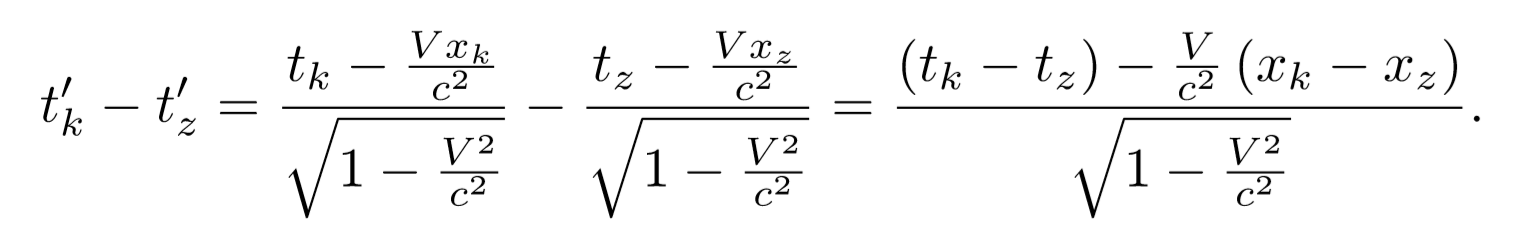 $t'_k - t'_z = \frac{t_k - \frac{V x_k}{c^2}}{\sqrt{1 - \frac{V^2}{c^2}}} - \frac{t_z - \frac{V x_z}{c^2}}{\sqrt{1 - \frac{V^2}{c^2}}} = \frac{(t_k - t_z) - \frac{V}{c^2} (x_k - x_z)}{\sqrt{1 - \frac{V^2}{c^2}}}.$